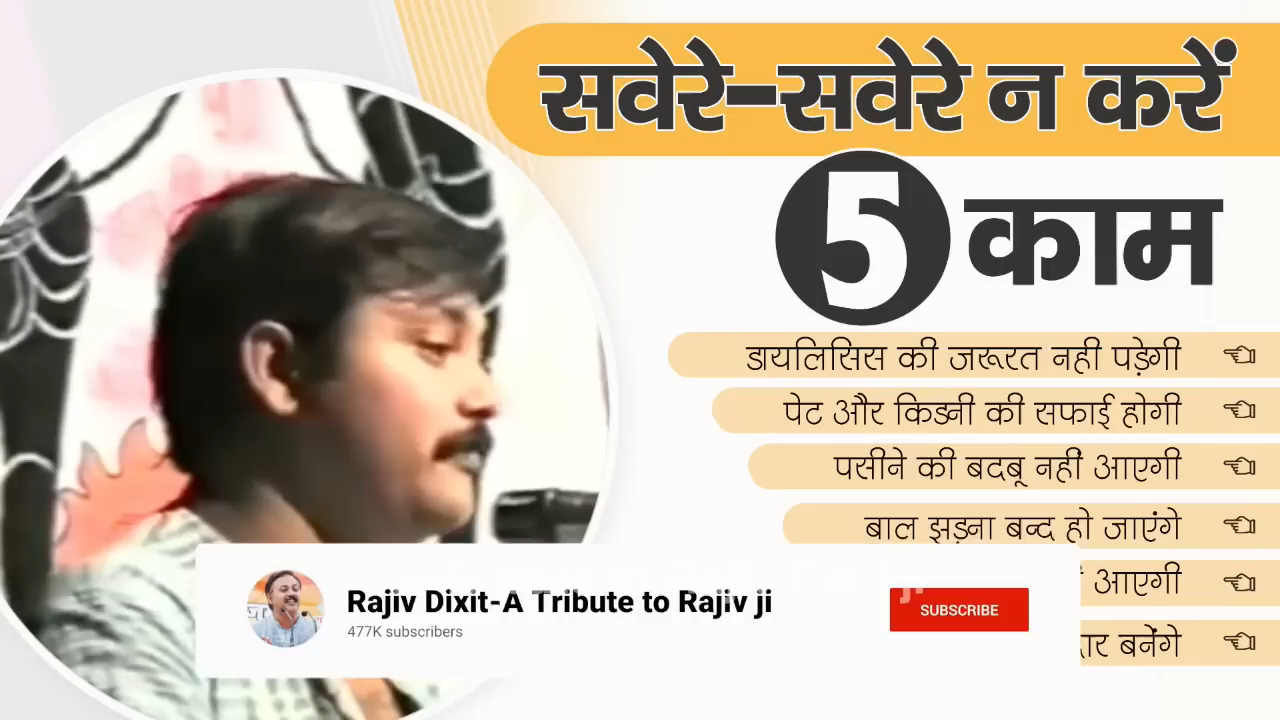 सवेरे-सवेरे न करें
5 काम
डायलिसिस की जरूरत नही पड़ेगी
पेट और किडनी की सफाई होगी
पसीने की बदबू नहीं आएगी
बाल झड़ना बन्द हो जाएंगे
आएगी
बनेंगे
Rajiv Dixit-A Tribute to Rajiv ji
477K subscribers
SUBSCRIBE